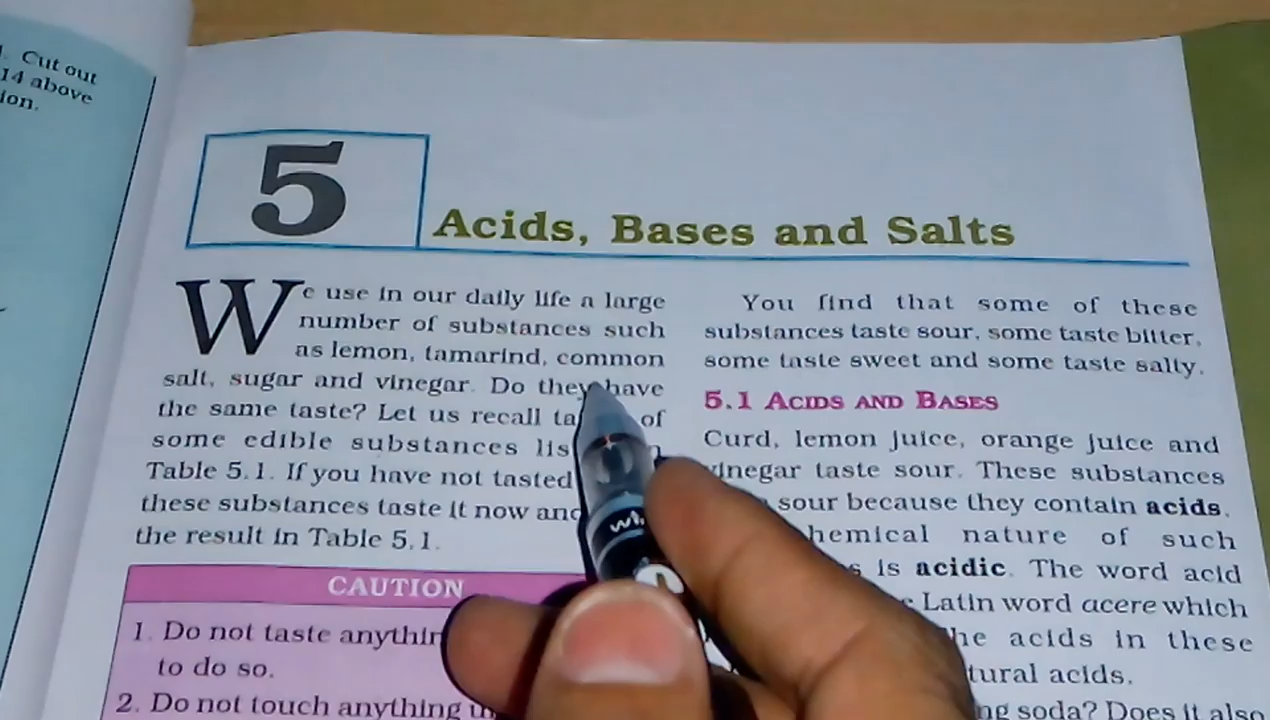 Cut out
14 above
ion.
5
Acids, Bases and Salts
We use in our daily life a large
number of substances such
as lemon, tamarind, common
salt, sugar and vinegar. Do they have
the same taste? Let us recall of
some edible substances
Table 5.1. If you have not tasted
these substances taste it now and
the result in Table 5.1.
CAUTION
1. Do not taste
to do so.
2. Do not touch anything
You find that some of these
substances taste sour, some taste bitter,
some taste sweet and some taste salty.
5.1 ACIDS AND BASES
Curd, lemon juice, orange juice and
vinegar taste sour. These substances
sour because they contain acids.
nature of such
is acidic. The word acid
Latin word acere which
acids in these
acids.
soda? Does it also